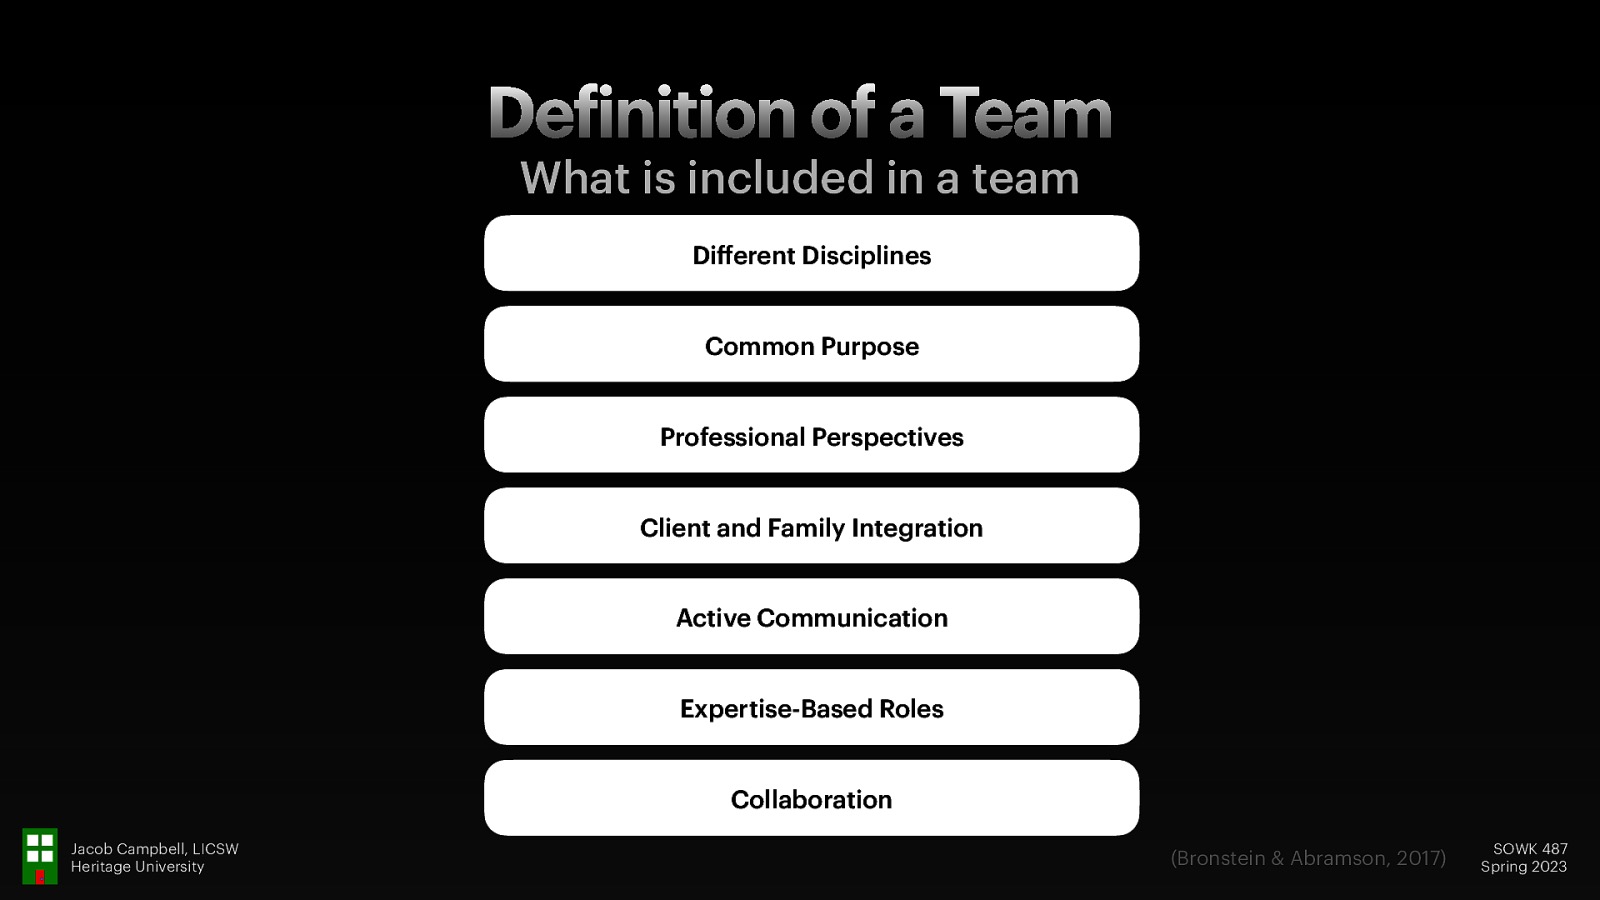 Definition of a Team
What is included in a team
Different Disciplines
Common Purpose
Professional Perspectives
Client and Family Integration
Active Communication
Expertise-Based Roles
Collaboration
Jacob Campbell, LICSW
Heritage University
(Bronstein & Abramson, 2017)
SOWK 487
Spring 2023